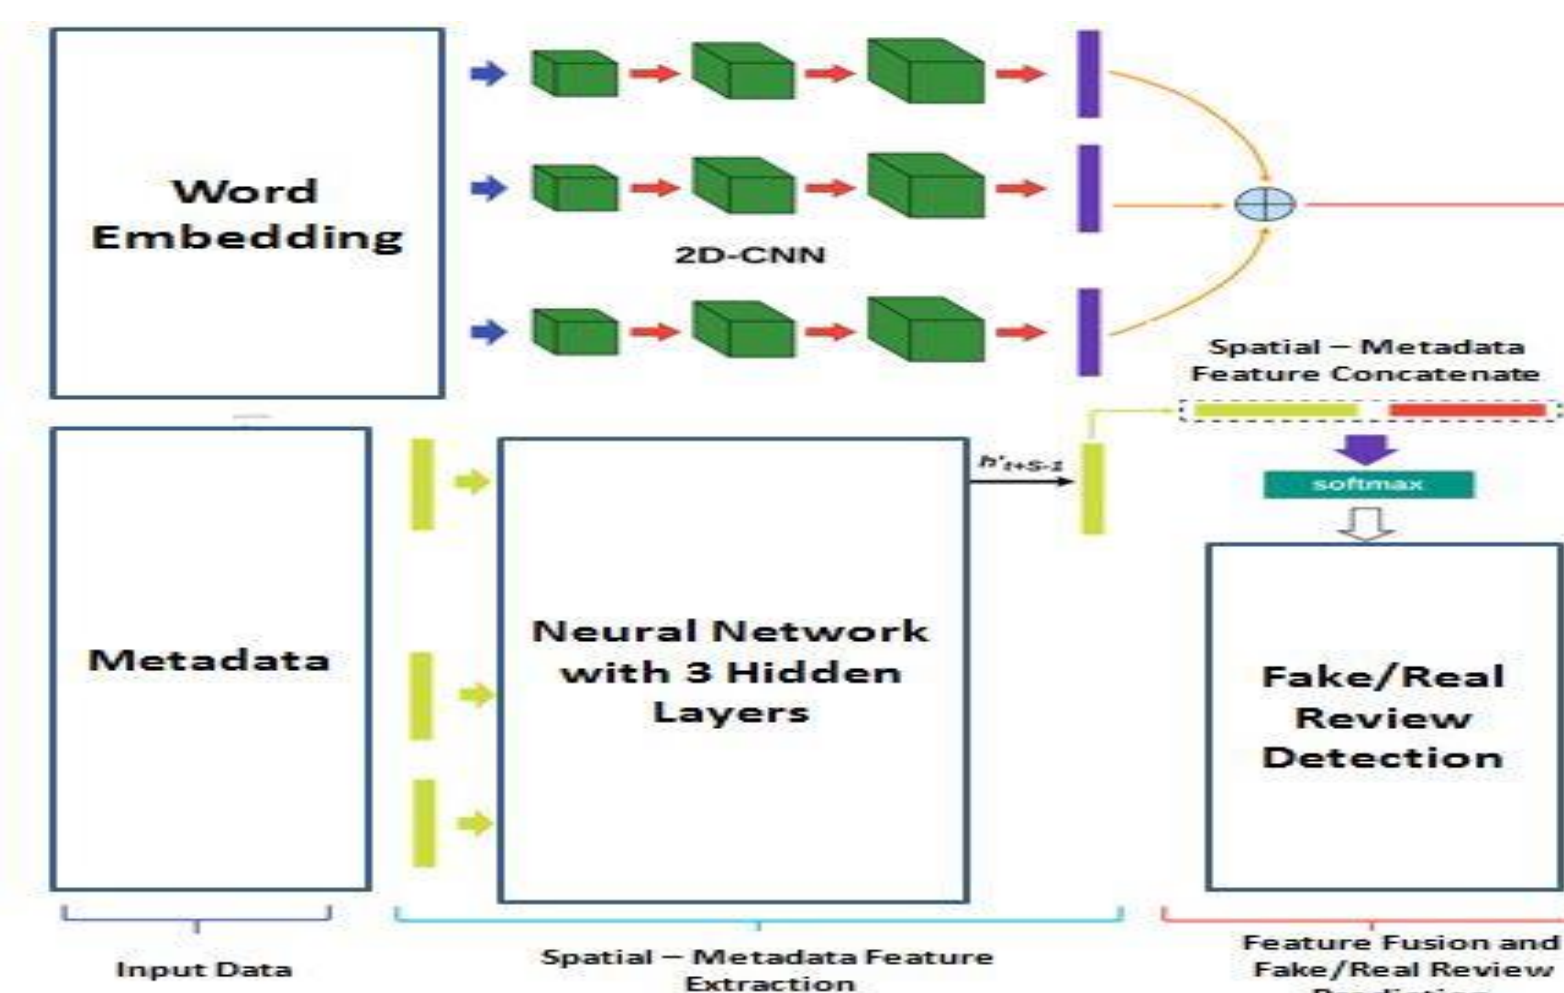 Word
Embedding
2D-CNN
Spatial – Metadata
Feature Concatenate
h't+S-1
softmax
Metadata
Neural Network
with 3 Hidden
Layers
Fake/Real
Review
Detection
Input Data
Spatial – Metadata Feature
Extraction
Feature Fusion and
Fake/Real Review